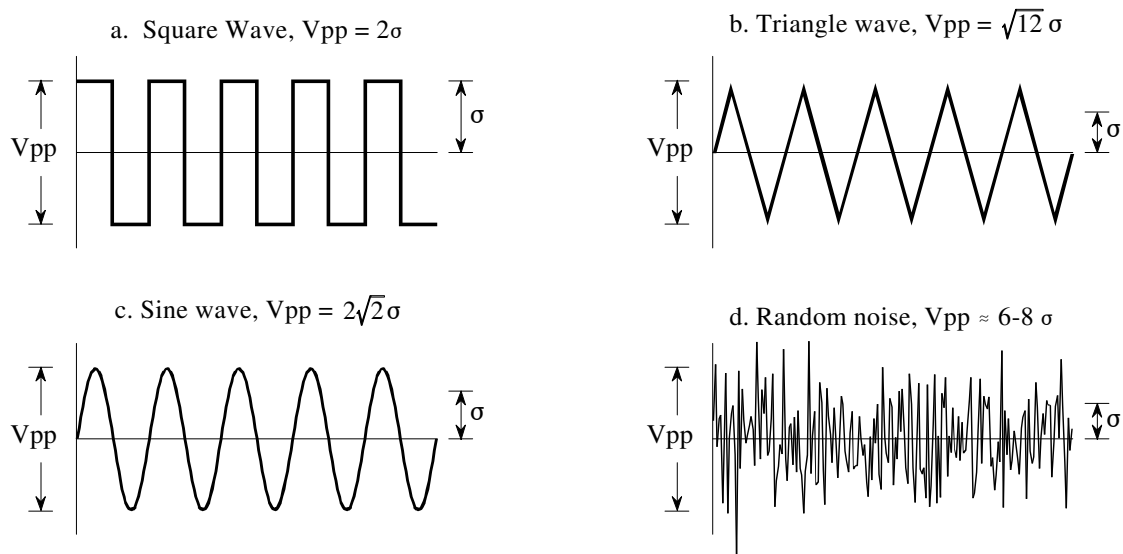 a. Square Wave, Vpp = 2σ
Vpp
σ
b. Triangle wave, Vpp = √12 σ
Vpp
σ
c. Sine wave, Vpp = 2√2 σ
Vpp
σ
d. Random noise, Vpp ≈ 6-8 σ
Vpp
σ